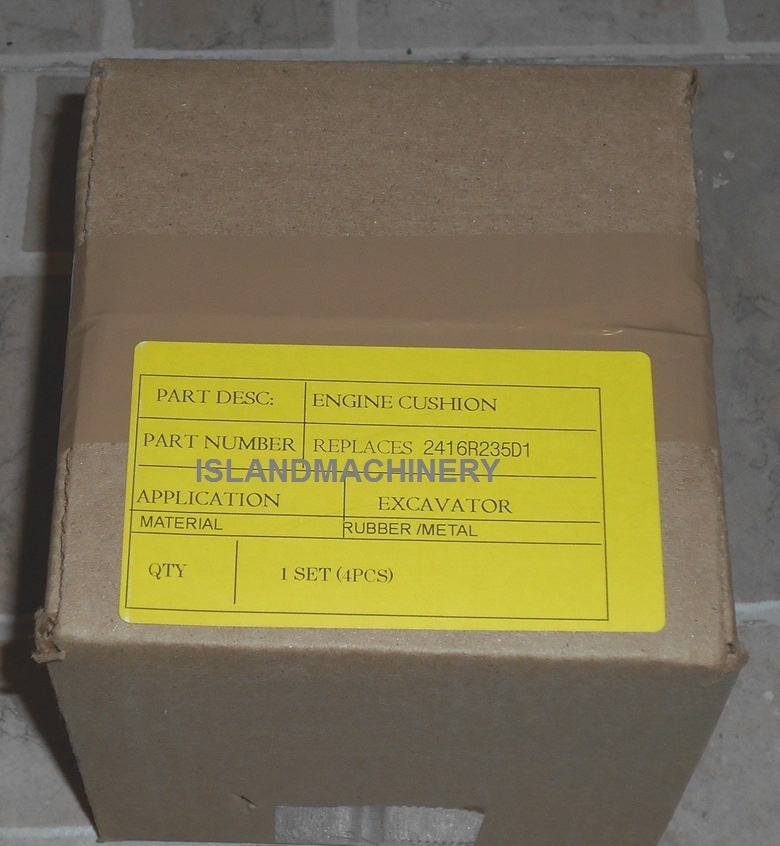 PART DESC: ENGINE CUSHION
PART NUMBER REPLACES 2416R235D1
ISLANDMACHINERY
APPLICATION EXCAVATOR
MATERIAL RUBBER /METAL
QTY 1 SET (4PCS)